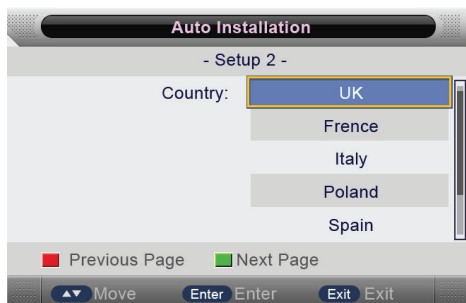 Auto Installation
- Setup 2 -
Country: UK
Frence
Italy
Poland
Spain
Previous Page Next Page
Move Enter Enter Exit Exit